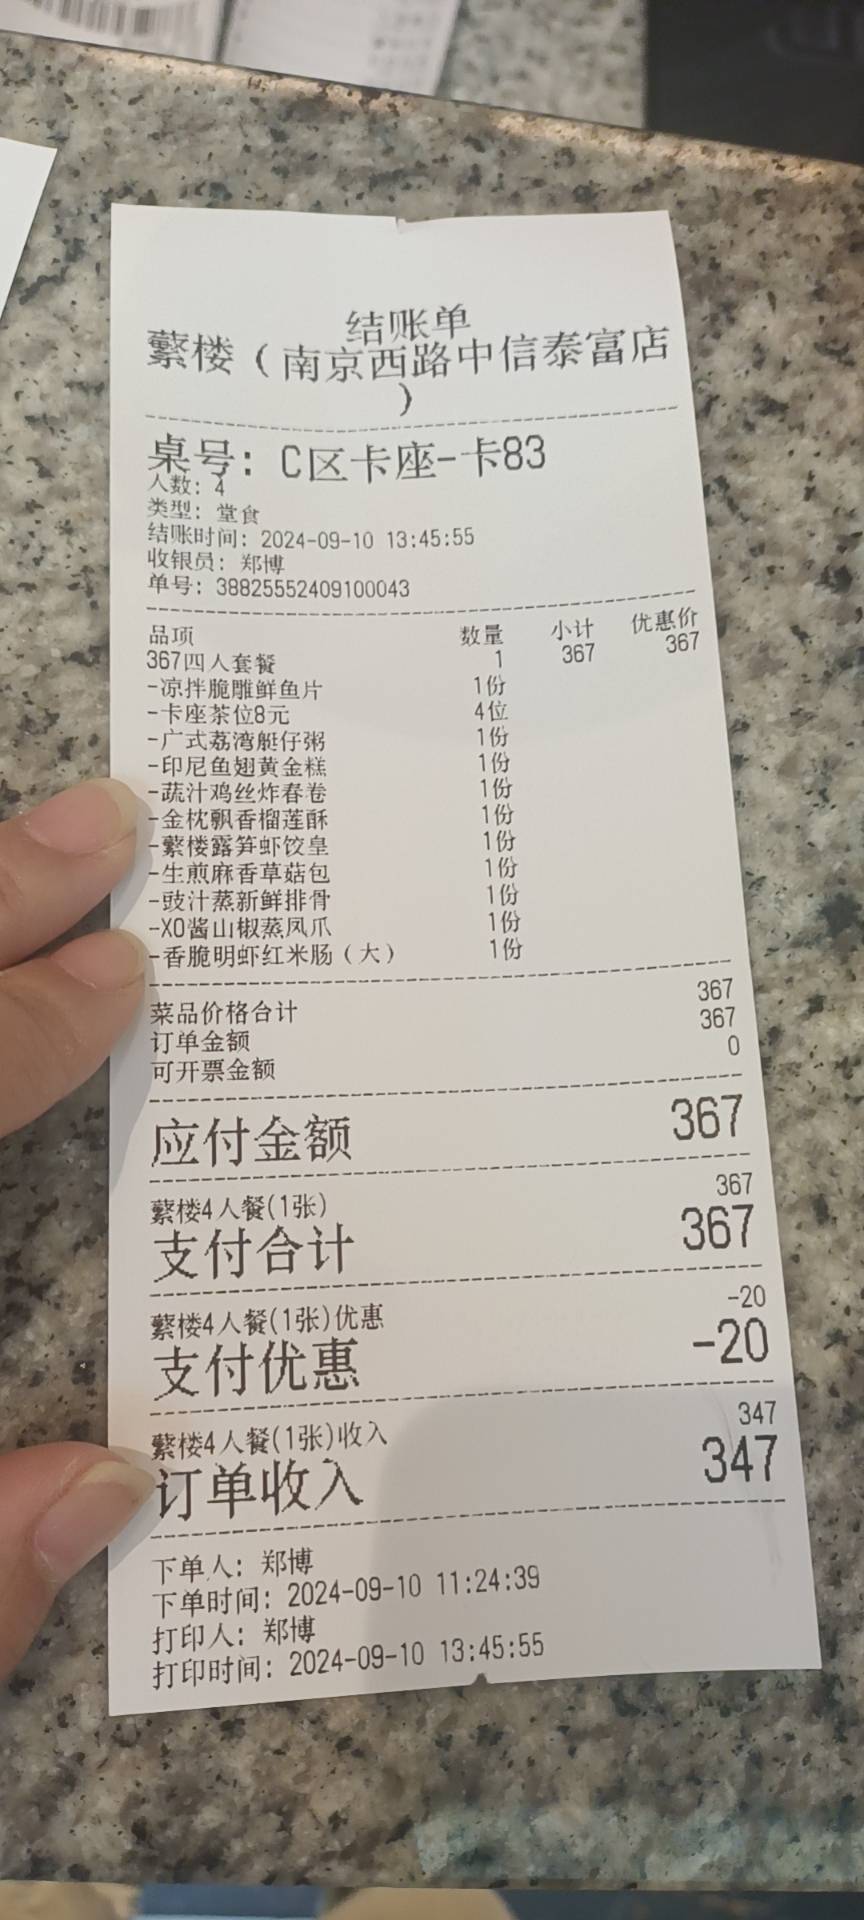 结账单
蘩楼（南京西路中信泰富店
）
桌号：C区卡座-卡83
人数：4
类型：堂食
结账时间：2024-09-10 13:45:55
收银员：郑博
单号：38825552409100043
品项 数量 小计 优惠价
367四人套餐 1 367 367
-凉拌脆雕鲜鱼片 1份
-卡座茶位8元 4位
-广式荔湾艇仔粥 1份
-印尼鱼翅黄金糕 1份
-蔬汁鸡丝炸春卷 1份
-金枕飘香榴莲酥 1份
-蘩楼露笋虾饺皇 1份
-生煎麻香草菇包 1份
-豉汁蒸新鲜排骨 1份
-XO酱山椒蒸凤爪 1份
-香脆明虾红米肠（大） 1份
菜品价格合计 367
订单金额 367
可开票金额 0
应付金额 367
蘩楼4人餐(1张) 367
支付合计 367
蘩楼4人餐(1张)优惠 -20
支付优惠 -20
蘩楼4人餐(1张)收入 347
订单收入 347
下单人：郑博
下单时间：2024-09-10 11:24:39
打印人：郑博
打印时间：2024-09-10 13:45:55